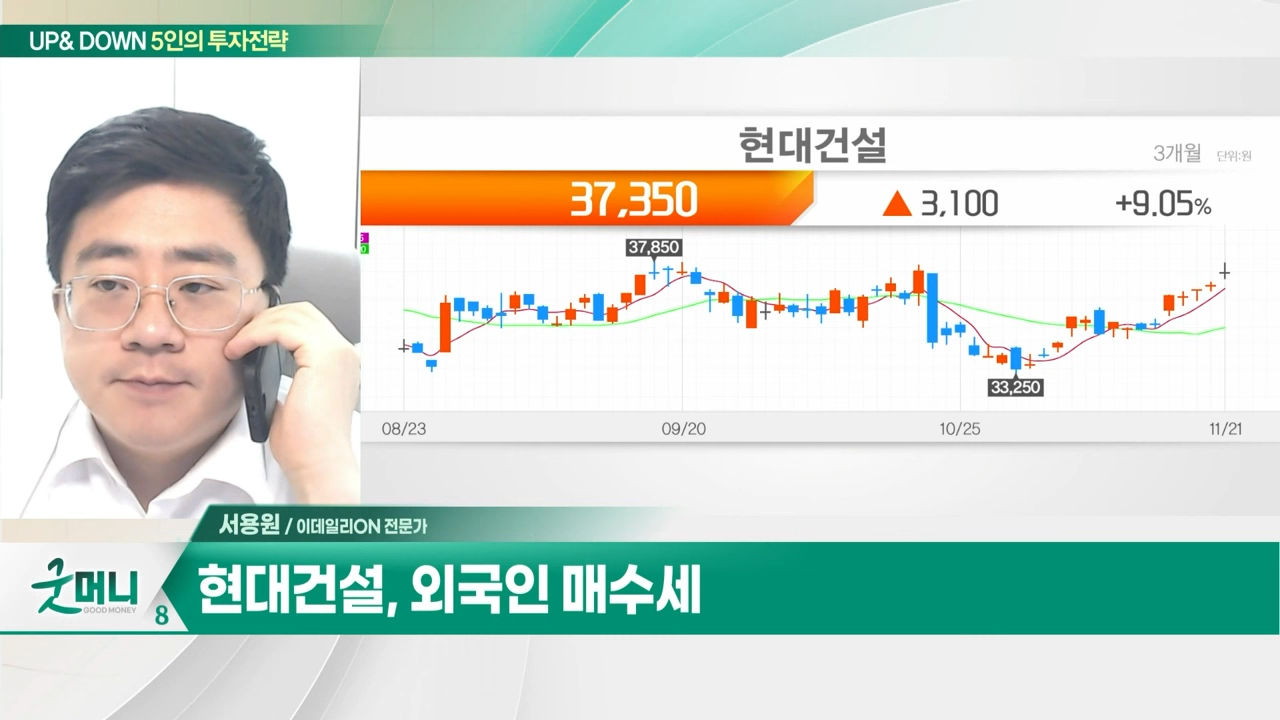 UP& DOWN 5인의 투자전략
현대건설
3개월 단위:원
37,350 ▲ 3,100 +9.05%
37,850
33,250
08/23 09/20 10/25 11/21
서용원 / 이데일리ON 전문가
굿머니
GOOD MONEY
8
현대건설, 외국인 매수세